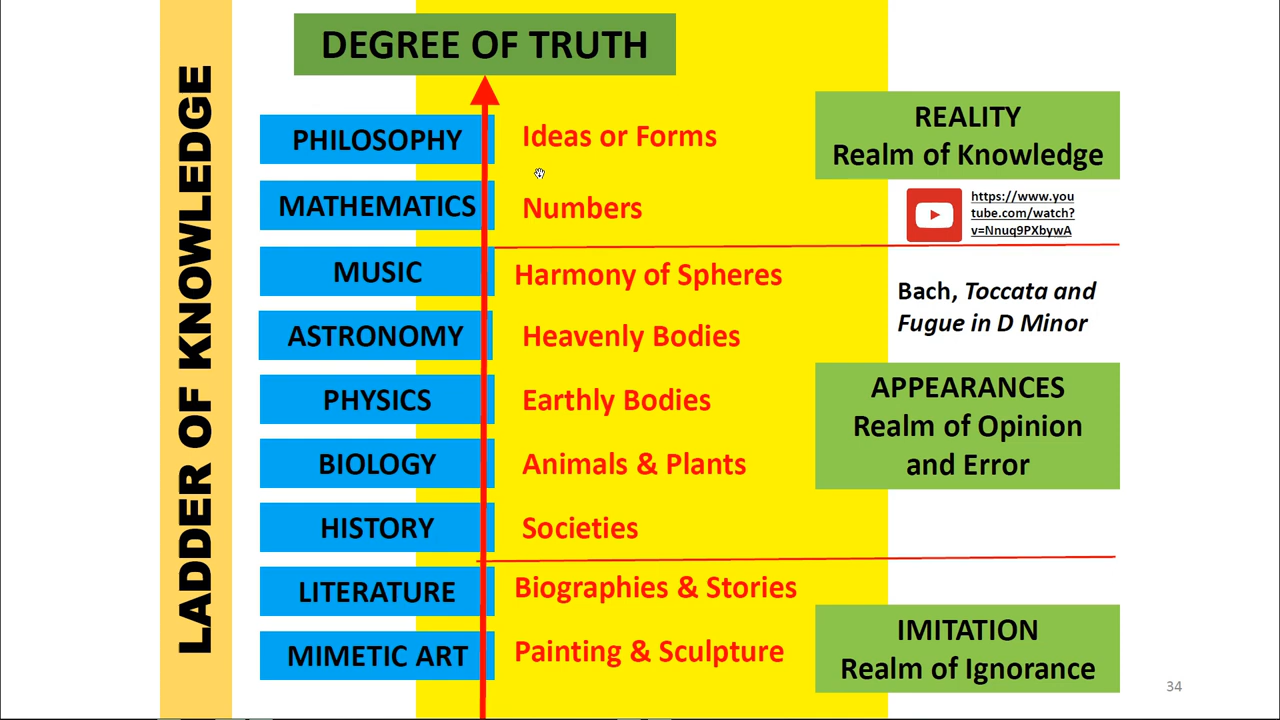 DEGREE OF TRUTH
LADDER OF KNOWLEDGE
PHILOSOPHY
Ideas or Forms
REALITY
Realm of Knowledge
MATHEMATICS
Numbers
https://www.you
tube.com/watch?
v=Nnuq9PXbywA
MUSIC
Harmony of Spheres
Bach, Toccata and
Fugue in D Minor
ASTRONOMY
Heavenly Bodies
PHYSICS
Earthly Bodies
APPEARANCES
Realm of Opinion
and Error
BIOLOGY
Animals & Plants
HISTORY
Societies
LITERATURE
Biographies & Stories
MIMETIC ART
Painting & Sculpture
IMITATION
Realm of Ignorance
34